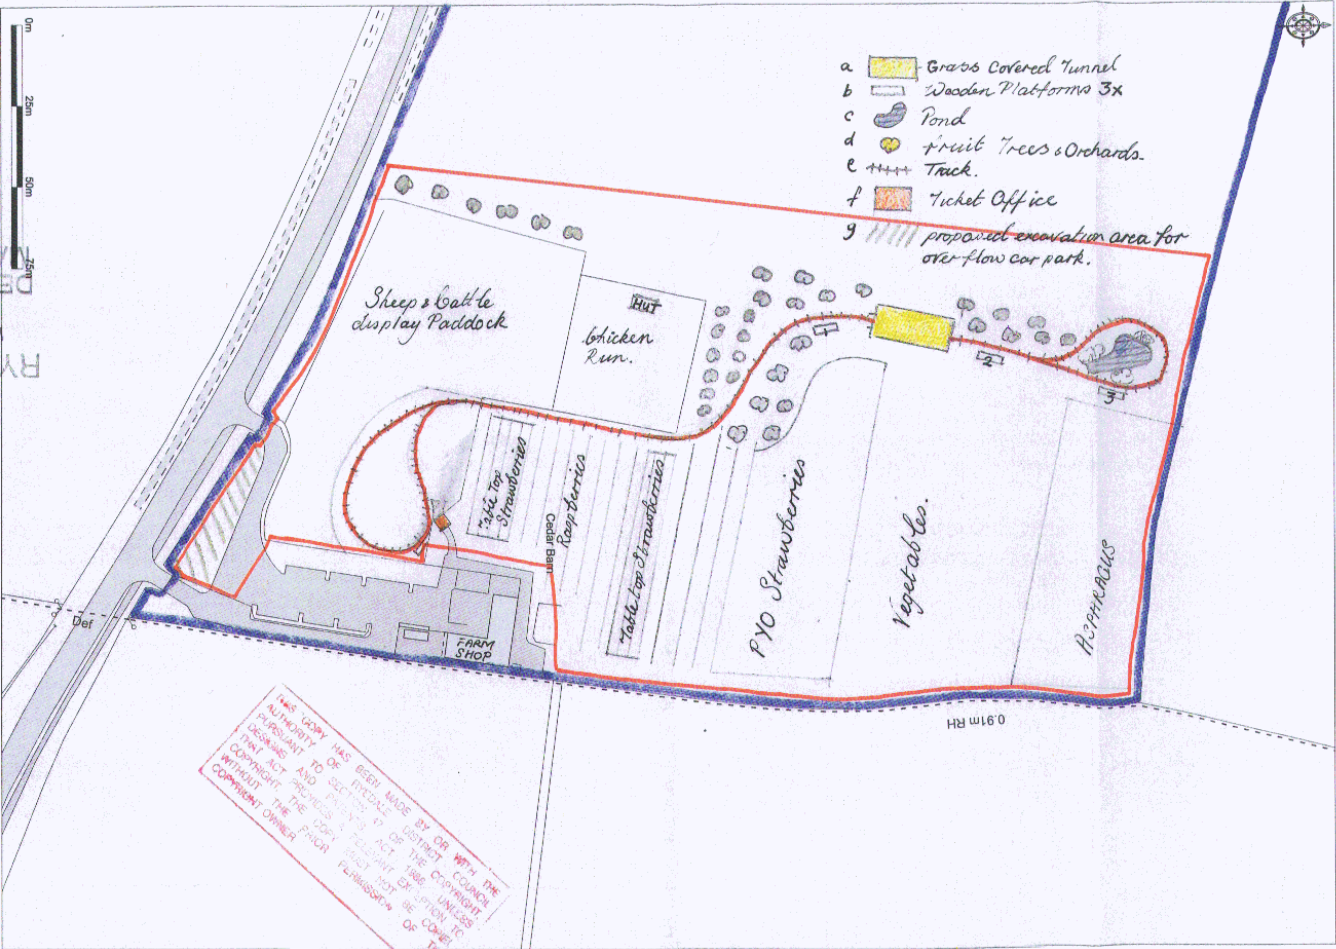 0m
25m
50m
75m
a Grass Covered Tunnel
b Wooden Platforms 3x
c Pond
d Fruit Trees & Orchards.
e Track.
f Ticket Office
g proposed excavation area for
over flow car park.
Sheep & Cattle
display Paddock
HUT
Chicken
Run.
1
2
3
Table Top
Strawberries
Raspberries
Cedar Barn
Table top Strawberries
PYO Strawberries
Vegetables.
ASPARAGUS
FARM
SHOP
Def
0.91m RH
RY
THIS COPY HAS BEEN MADE BY OR WITH THE
AUTHORITY OF RYEDALE DISTRICT COUNCIL
PURSUANT TO SECTION 47 OF THE COPYRIGHT,
DESIGNS AND PATENTS ACT 1988. UNLESS
THAT ACT PROVIDES A RELEVANT EXCEPTION TO
COPYRIGHT THE COPY MUST NOT BE COPIED
WITHOUT THE PRIOR PERMISSION OF
COPYRIGHT OWNER